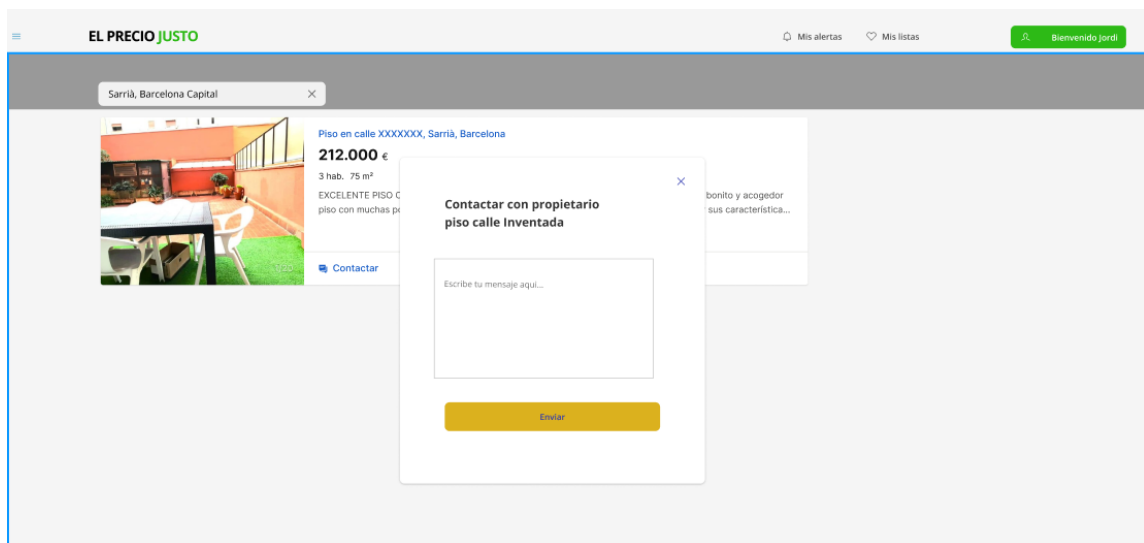 EL PRECIO JUSTO
Mis alertas
Mis listas
Bienvenido Jordi
Sarrià, Barcelona Capital
Piso en calle XXXXXXX, Sarrià, Barcelona
212.000 €
3 hab. 75 m²
EXCELENTE PISO
bonito y acogedor
piso con muchas
sus característica...
Contactar
Contactar con propietario
piso calle Inventada
Escribe tu mensaje aqui...
Enviar